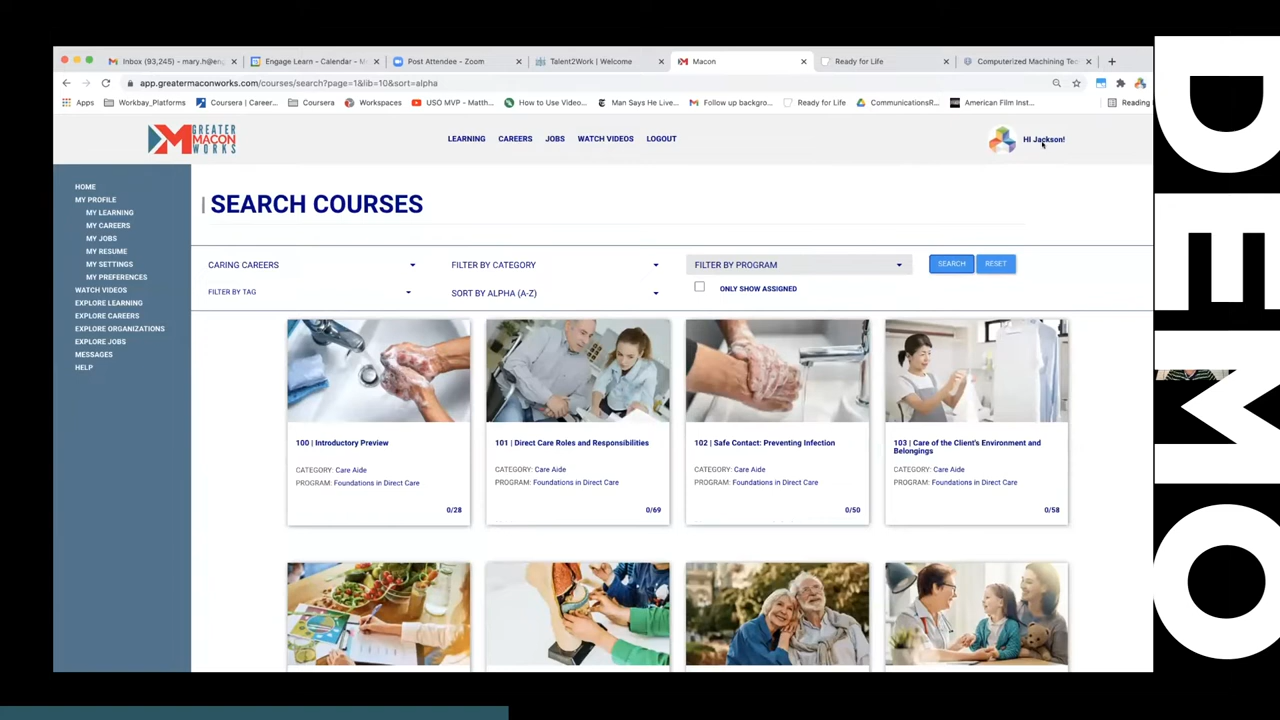 Inbox (93,245) - mary.h@eng
Engage Learn - Calendar - M
Post Attendee - Zoom
Talent2Work | Welcome
Macon
Ready for Life
Computerized Machining Tec
app.greatermaconworks.com/courses/search?page=1&lib=10&sort=alpha
Apps
Workbay_Platforms
Coursera | Career...
Coursera
Workspaces
USO MVP - Matth...
How to Use Video...
Man Says He Live...
Follow up backgro...
Ready for Life
CommunicationsR...
American Film Inst...
Reading
GREATER
MACON
WORKS
LEARNING
CAREERS
JOBS
WATCH VIDEOS
LOGOUT
HI Jackson!
HOME
MY PROFILE
MY LEARNING
MY CAREERS
MY JOBS
MY RESUME
MY SETTINGS
MY PREFERENCES
WATCH VIDEOS
EXPLORE LEARNING
EXPLORE CAREERS
EXPLORE ORGANIZATIONS
EXPLORE JOBS
MESSAGES
HELP
SEARCH COURSES
CARING CAREERS
FILTER BY CATEGORY
FILTER BY PROGRAM
SEARCH
RESET
FILTER BY TAG
SORT BY ALPHA (A-Z)
ONLY SHOW ASSIGNED
100 | Introductory Preview
CATEGORY: Care Aide
PROGRAM: Foundations in Direct Care
0/28
101 | Direct Care Roles and Responsibilities
CATEGORY: Care Aide
PROGRAM: Foundations in Direct Care
0/69
102 | Safe Contact: Preventing Infection
CATEGORY: Care Aide
PROGRAM: Foundations in Direct Care
0/50
103 | Care of the Client's Environment and
Belongings
CATEGORY: Care Aide
PROGRAM: Foundations in Direct Care
0/58
DEMO